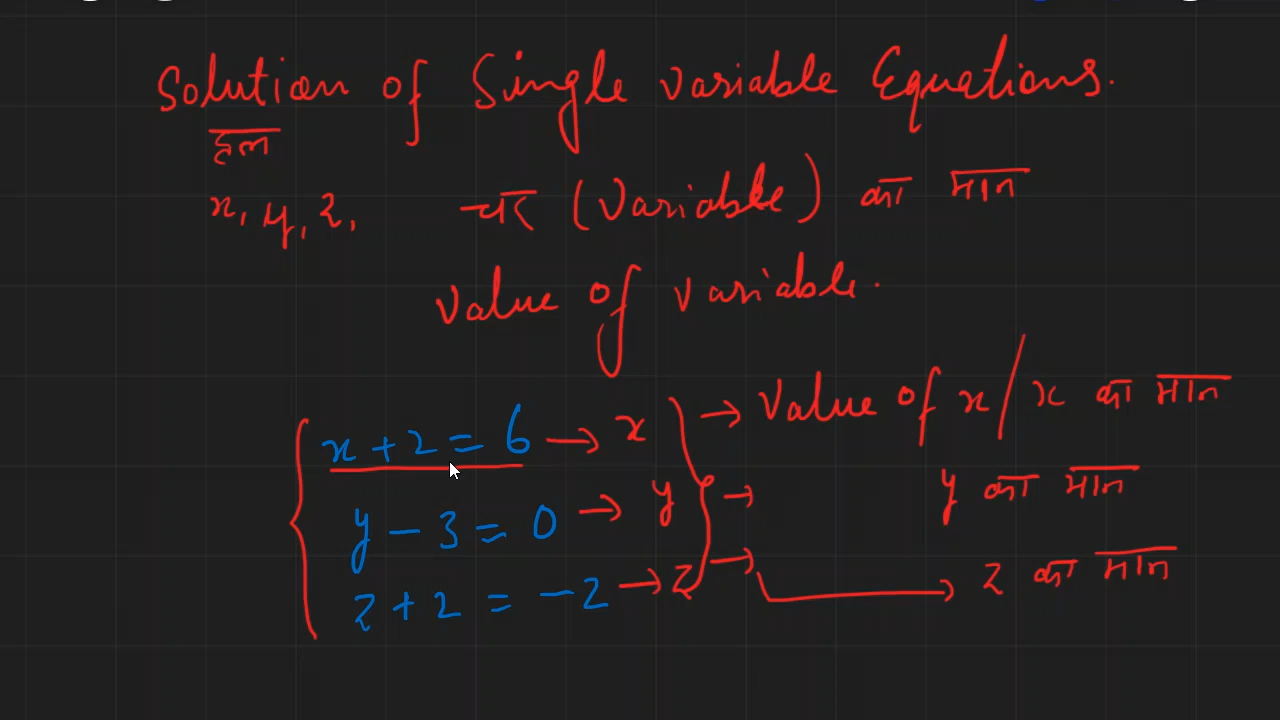 Solution of Single variable Equations.
हल
x, y, z, चर (Variable) का मान
Value of variable.
x + 2 = 6 → x → Value of x / x का मान
y − 3 = 0 → y → y का मान
z + 2 = −2 → z → z का मान